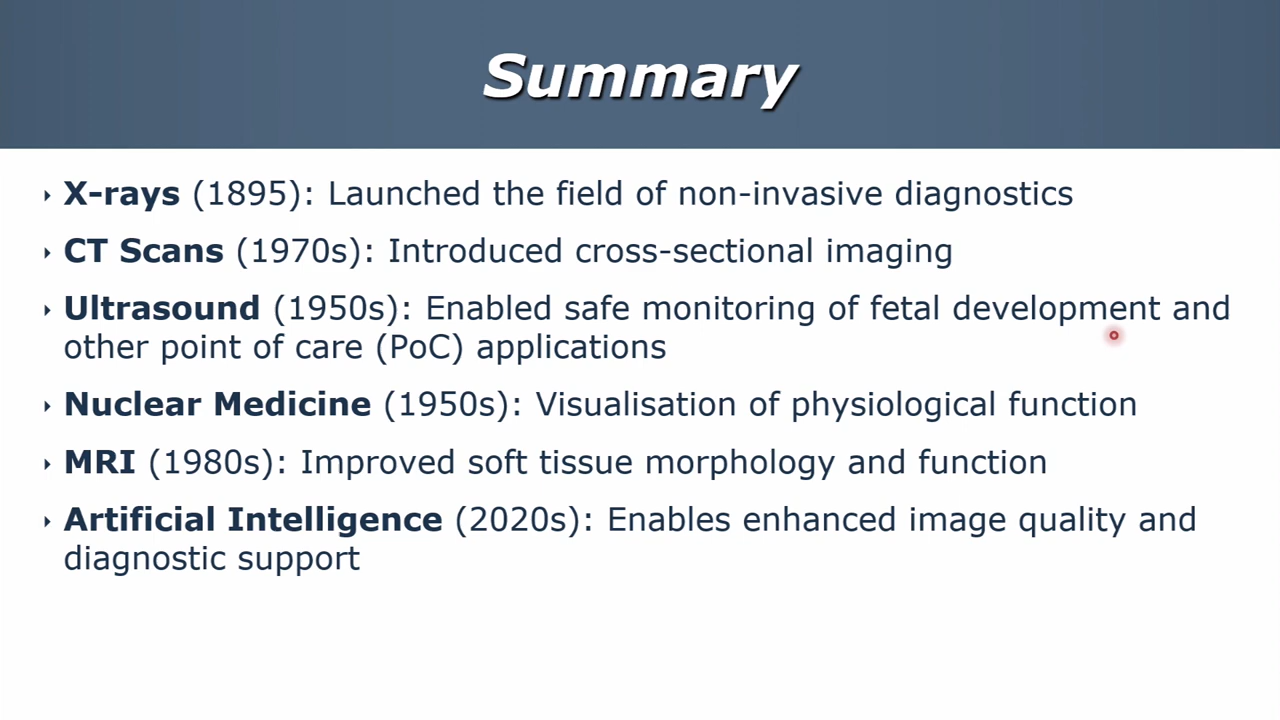 Summary
X-rays (1895): Launched the field of non-invasive diagnostics
CT Scans (1970s): Introduced cross-sectional imaging
Ultrasound (1950s): Enabled safe monitoring of fetal development and
other point of care (PoC) applications
Nuclear Medicine (1950s): Visualisation of physiological function
MRI (1980s): Improved soft tissue morphology and function
Artificial Intelligence (2020s): Enables enhanced image quality and
diagnostic support